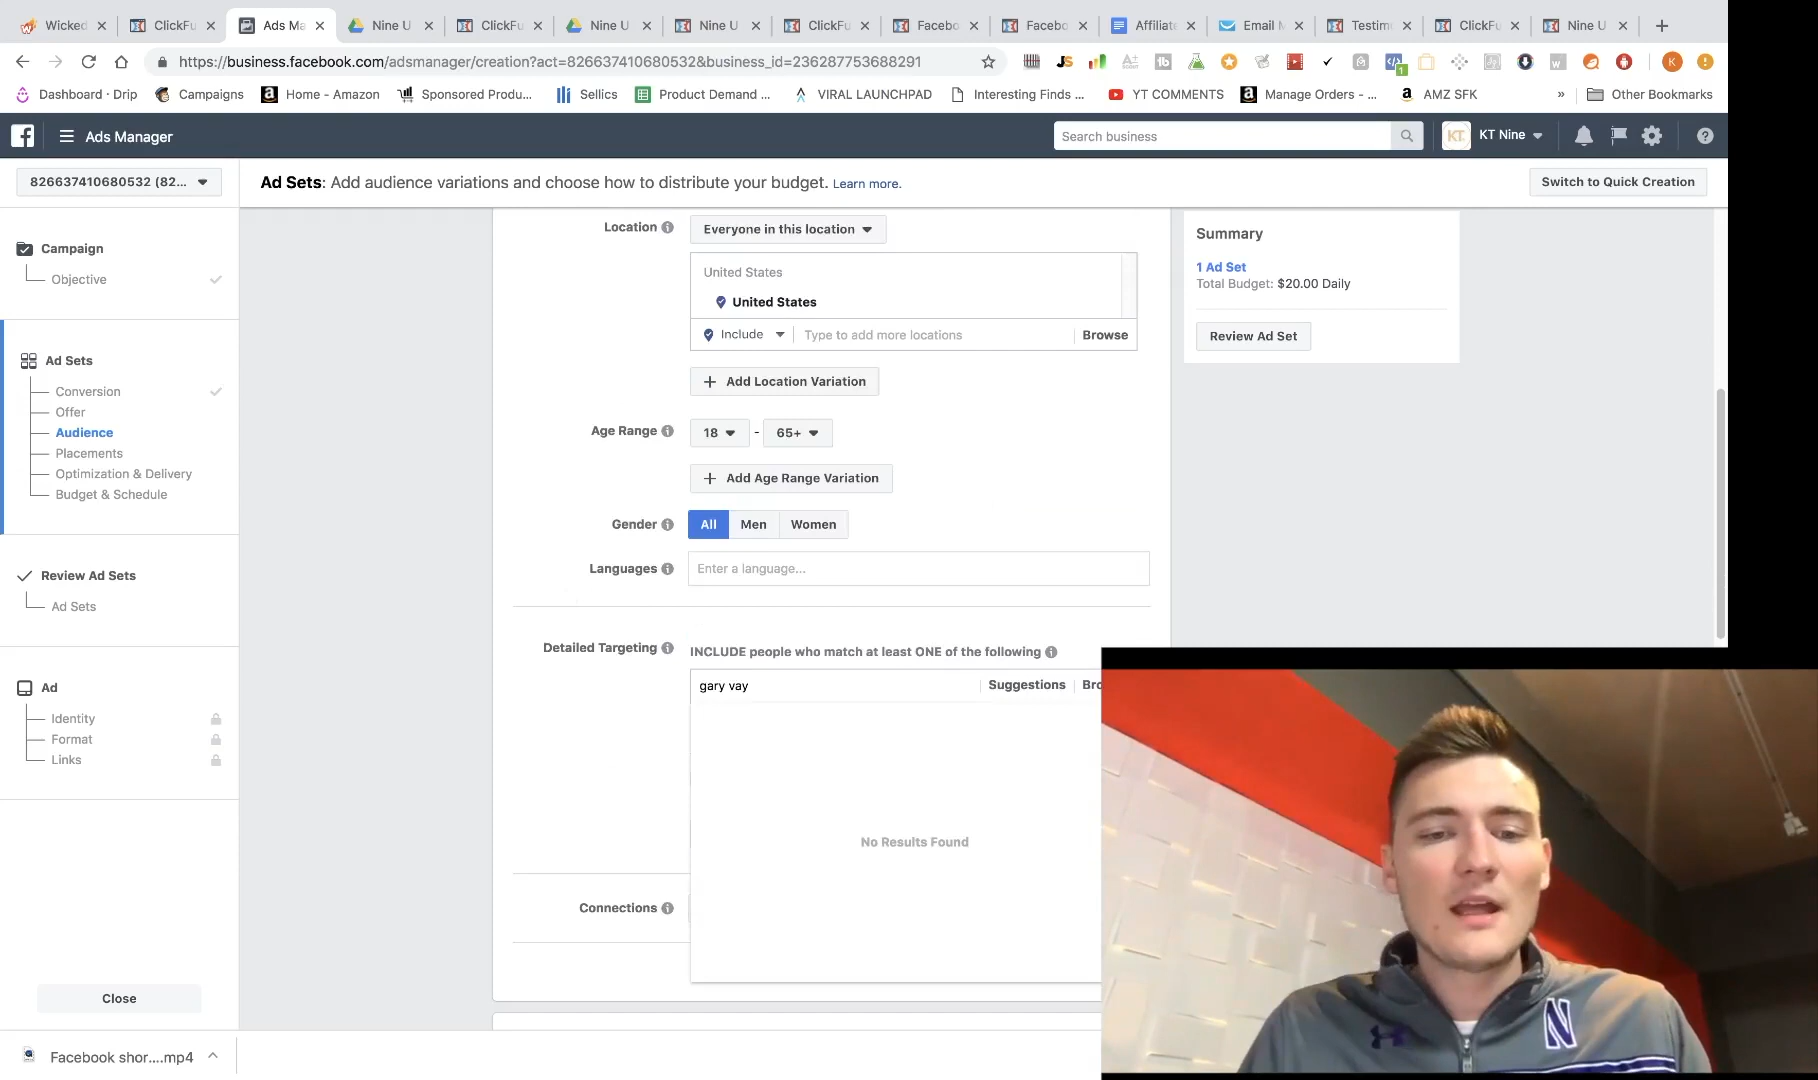 Wicked
ClickFu
Ads Ma
Nine U
ClickFu
Nine U
Nine U
ClickFu
Facebo
Facebo
Affiliate
Email M
Testim
ClickFu
Nine U
https://business.facebook.com/adsmanager/creation?act=826637410680532&business_id=236287753688291
Dashboard · Drip
Campaigns
Home - Amazon
Sponsored Produ...
Sellics
Product Demand ...
VIRAL LAUNCHPAD
Interesting Finds ...
YT COMMENTS
Manage Orders - ...
AMZ SFK
»
Other Bookmarks
Ads Manager
Search business
KT.
KT Nine
826637410680532 (82...
Ad Sets: Add audience variations and choose how to distribute your budget. Learn more.
Switch to Quick Creation
Campaign
Objective
Ad Sets
Conversion
Offer
Audience
Placements
Optimization & Delivery
Budget & Schedule
Review Ad Sets
Ad Sets
Ad
Identity
Format
Links
Close
Location
Everyone in this location
United States
United States
Include
Type to add more locations
Browse
+ Add Location Variation
Age Range
18 - 65+
+ Add Age Range Variation
Gender
All Men Women
Languages
Enter a language...
Detailed Targeting
INCLUDE people who match at least ONE of the following
gary vay
Suggestions
Bro
No Results Found
Connections
Summary
1 Ad Set
Total Budget: $20.00 Daily
Review Ad Set
N
Facebook shor....mp4